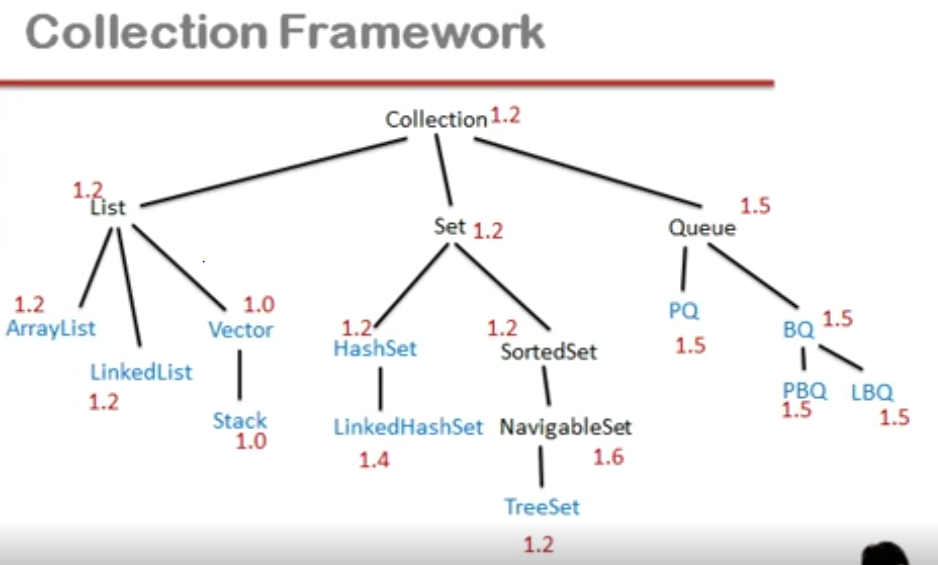 Collection Framework
Collection 1.2
1.2
List
Set 1.2
1.5
Queue
1.2
ArrayList
LinkedList
1.2
1.0
Vector
Stack
1.0
1.2
HashSet
LinkedHashSet
1.4
1.2
SortedSet
NavigableSet
1.6
TreeSet
1.2
PQ
1.5
BQ 1.5
PBQ
1.5
LBQ
1.5